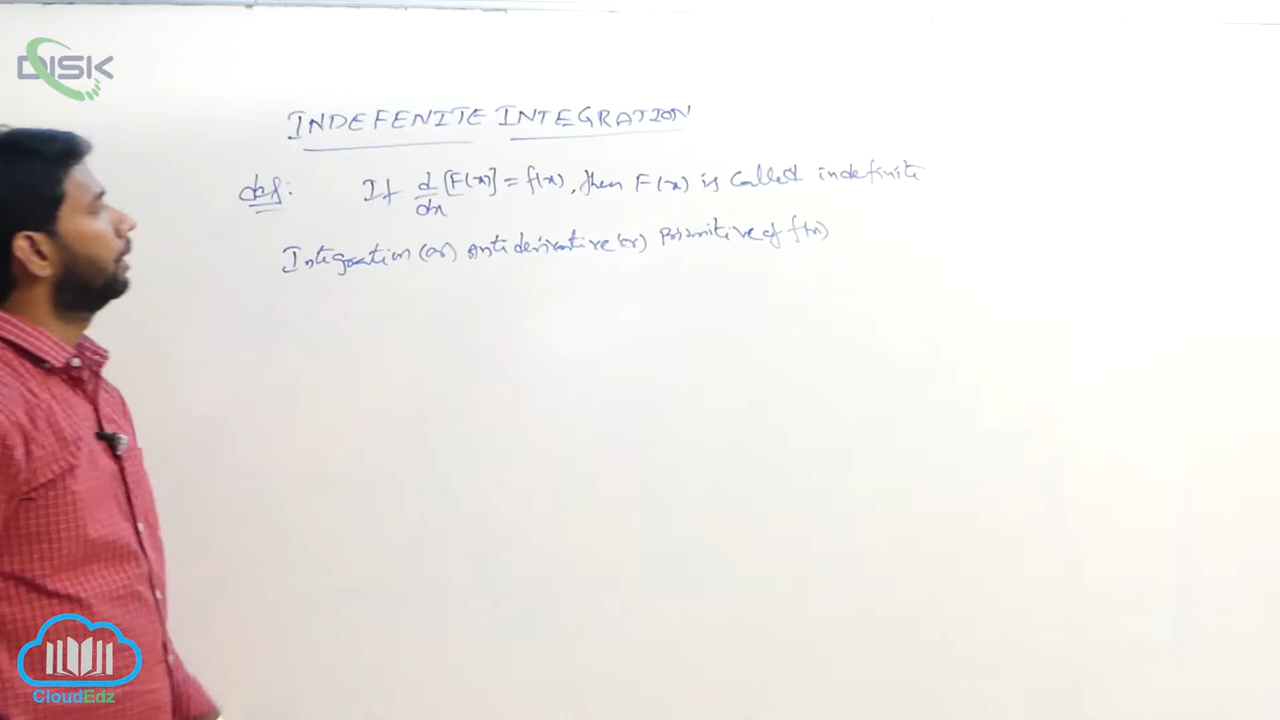 DISK
INDEFENITE INTEGRATION
def: If d/dx [F(x)] = f(x), then F(x) is called indefinite
Integration (or) Anti derivative (or) Primitive of f(x)
CloudEdz